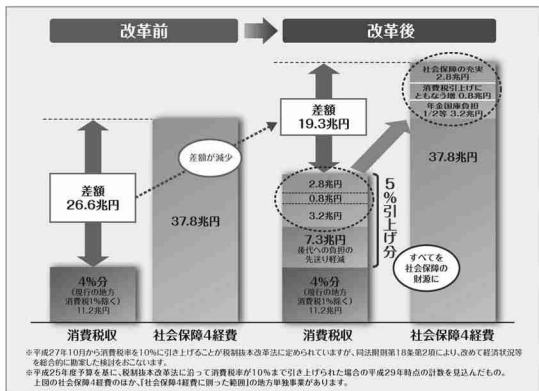 改革前
改革後
差額
26.6兆円
4%分
(現行の地方
消費税1%除く)
11.2兆円
消費税収
37.8兆円
社会保障4経費
差額が減少
差額
19.3兆円
2.8兆円
0.8兆円
3.2兆円
7.3兆円
後代への負担の
先送り軽減
4%分
(現行の地方
消費税1%除く)
11.2兆円
消費税収
5%引上げ分
社会保障の充実
2.8兆円
消費税引上げに
ともなう増 0.8兆円
年金国庫負担
1/2等 3.2兆円
37.8兆円
すべてを
社会保障の
財源に
社会保障4経費
※平成27年10月から消費税率を10%に引き上げることが税制抜本改革法に定められていますが、同法附則第18条第2項により、改めて経済状況等
を総合的に勘案した検討をおこないます。
※平成25年度予算を基に、税制抜本改革法に沿って消費税率が10%まで引き上げられた場合の平成29年時点の計数を見込んだもの。
上図の社会保障4経費のほか、「社会保障4経費に則った範囲」の地方単独事業があります。